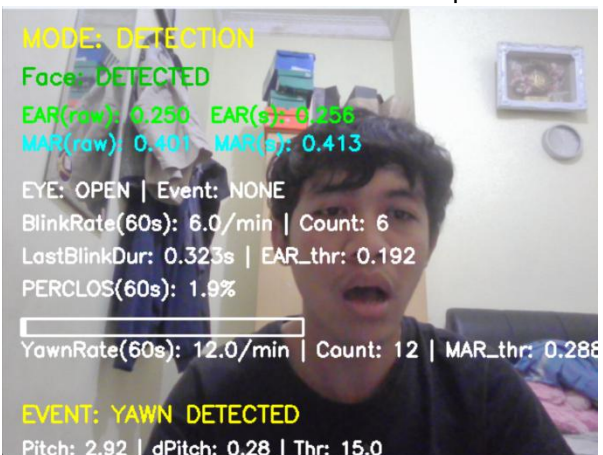 MODE: DETECTION
Face: DETECTED
EAR(raw): 0.250 EAR(s): 0.256
MAR(raw): 0.401 MAR(s): 0.413
EYE: OPEN | Event: NONE
BlinkRate(60s): 6.0/min | Count: 6
LastBlinkDur: 0.323s | EAR_thr: 0.192
PERCLOS(60s): 1.9%
YawnRate(60s): 12.0/min | Count: 12 | MAR_thr: 0.288
EVENT: YAWN DETECTED
Pitch: 2.92 | dPitch: 0.28 | Thr: 15.0